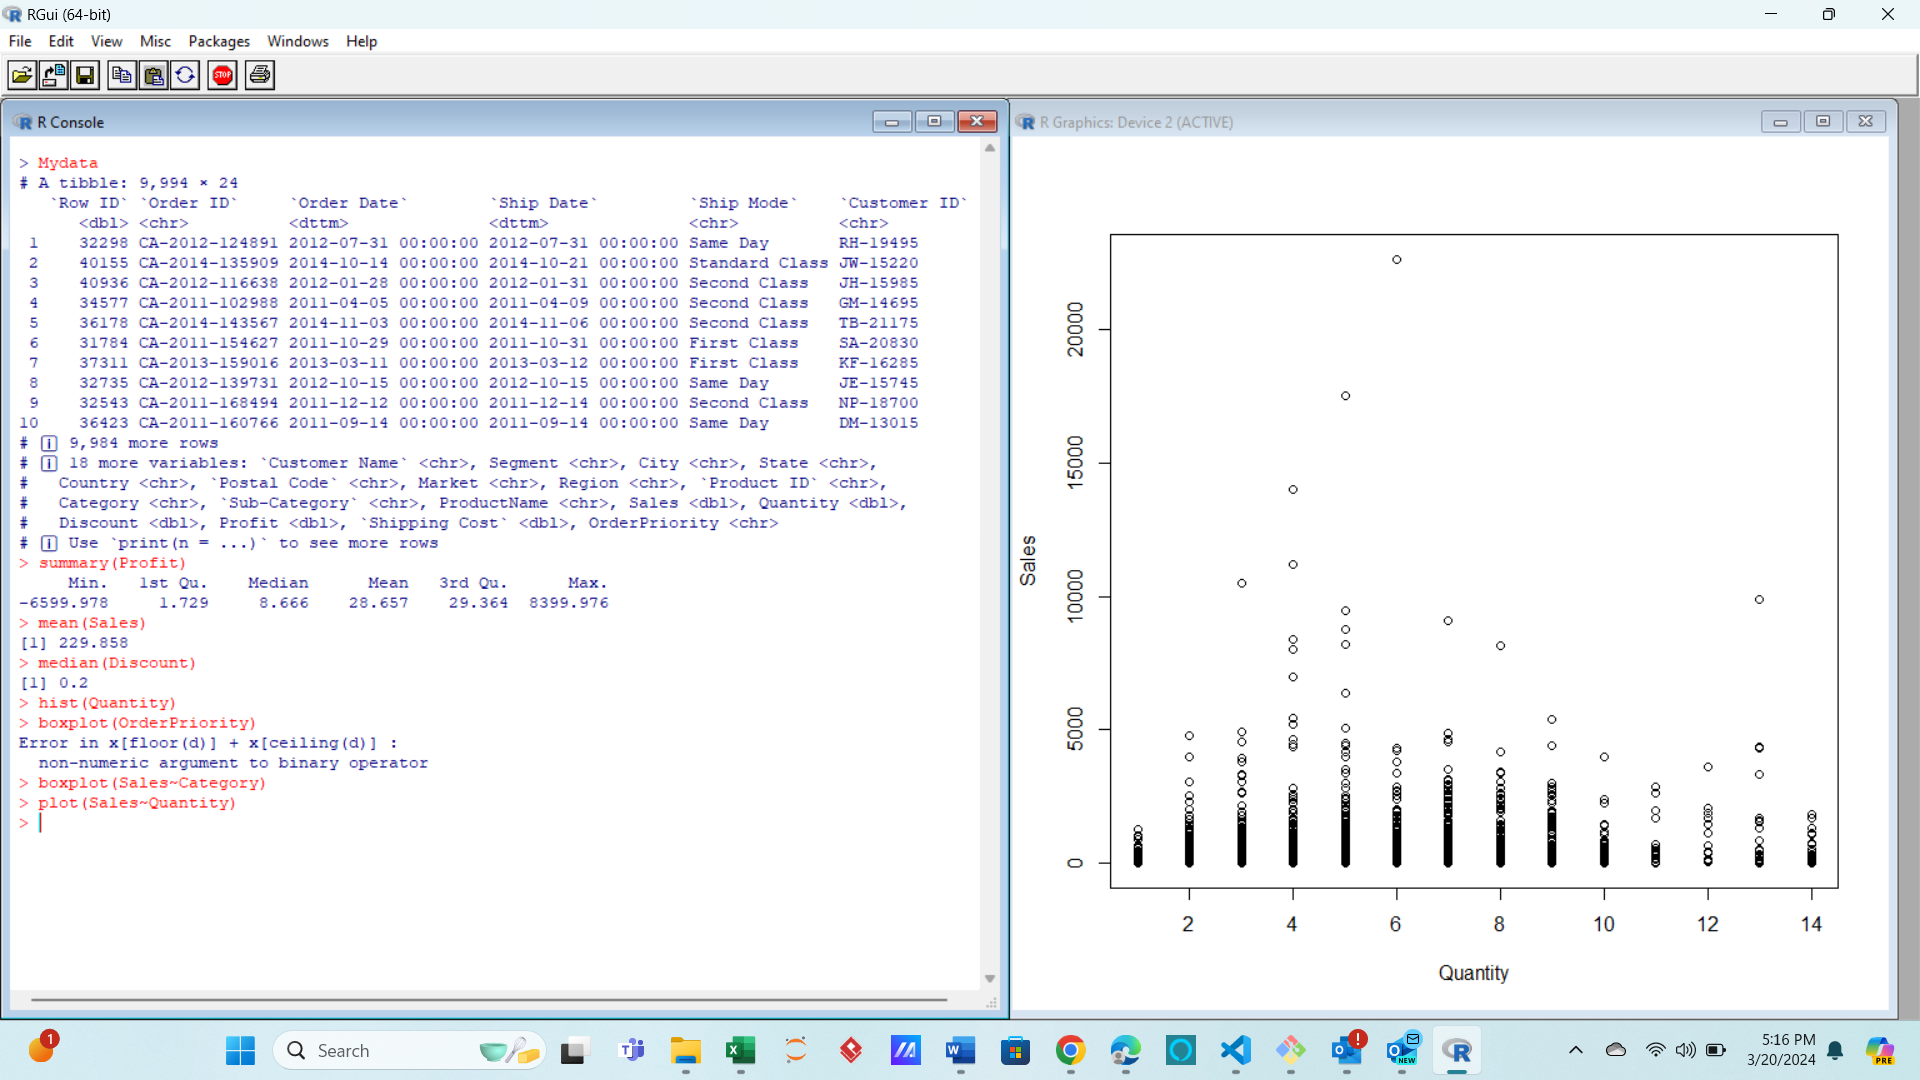 RGui (64-bit)
File Edit View Misc Packages Windows Help
STOP
R Console
> Mydata
# A tibble: 9,994 × 24
`Row ID` `Order ID` `Order Date` `Ship Date` `Ship Mode` `Customer ID`
<dbl> <chr> <dttm> <dttm> <chr> <chr>
1 32298 CA-2012-124891 2012-07-31 00:00:00 2012-07-31 00:00:00 Same Day RH-19495
2 40155 CA-2014-135909 2014-10-14 00:00:00 2014-10-21 00:00:00 Standard Class JW-15220
3 40936 CA-2012-116638 2012-01-28 00:00:00 2012-01-31 00:00:00 Second Class JH-15985
4 34577 CA-2011-102988 2011-04-05 00:00:00 2011-04-09 00:00:00 Second Class GM-14695
5 36178 CA-2014-143567 2014-11-03 00:00:00 2014-11-06 00:00:00 Second Class TB-21175
6 31784 CA-2011-154627 2011-10-29 00:00:00 2011-10-31 00:00:00 First Class SA-20830
7 37311 CA-2013-159016 2013-03-11 00:00:00 2013-03-12 00:00:00 First Class KF-16285
8 32735 CA-2012-139731 2012-10-15 00:00:00 2012-10-15 00:00:00 Same Day JE-15745
9 32543 CA-2011-168494 2011-12-12 00:00:00 2011-12-14 00:00:00 Second Class NP-18700
10 36423 CA-2011-160766 2011-09-14 00:00:00 2011-09-14 00:00:00 Same Day DM-13015
# i 9,984 more rows
# i 18 more variables: `Customer Name` <chr>, Segment <chr>, City <chr>, State <chr>,
# Country <chr>, `Postal Code` <chr>, Market <chr>, Region <chr>, `Product ID` <chr>,
# Category <chr>, `Sub-Category` <chr>, ProductName <chr>, Sales <dbl>, Quantity <dbl>,
# Discount <dbl>, Profit <dbl>, `Shipping Cost` <dbl>, OrderPriority <chr>
# i Use `print(n = ...)` to see more rows
> summary(Profit)
Min. 1st Qu. Median Mean 3rd Qu. Max.
-6599.978 1.729 8.666 28.657 29.364 8399.976
> mean(Sales)
[1] 229.858
> median(Discount)
[1] 0.2
> hist(Quantity)
> boxplot(OrderPriority)
Error in x[floor(d)] + x[ceiling(d)] :
non-numeric argument to binary operator
> boxplot(Sales~Category)
> plot(Sales~Quantity)
>
R Graphics: Device 2 (ACTIVE)
20000
15000
10000
5000
0
Sales
2 4 6 8 10 12 14
Quantity
1
Search
NEW
5:16 PM
3/20/2024
PRE